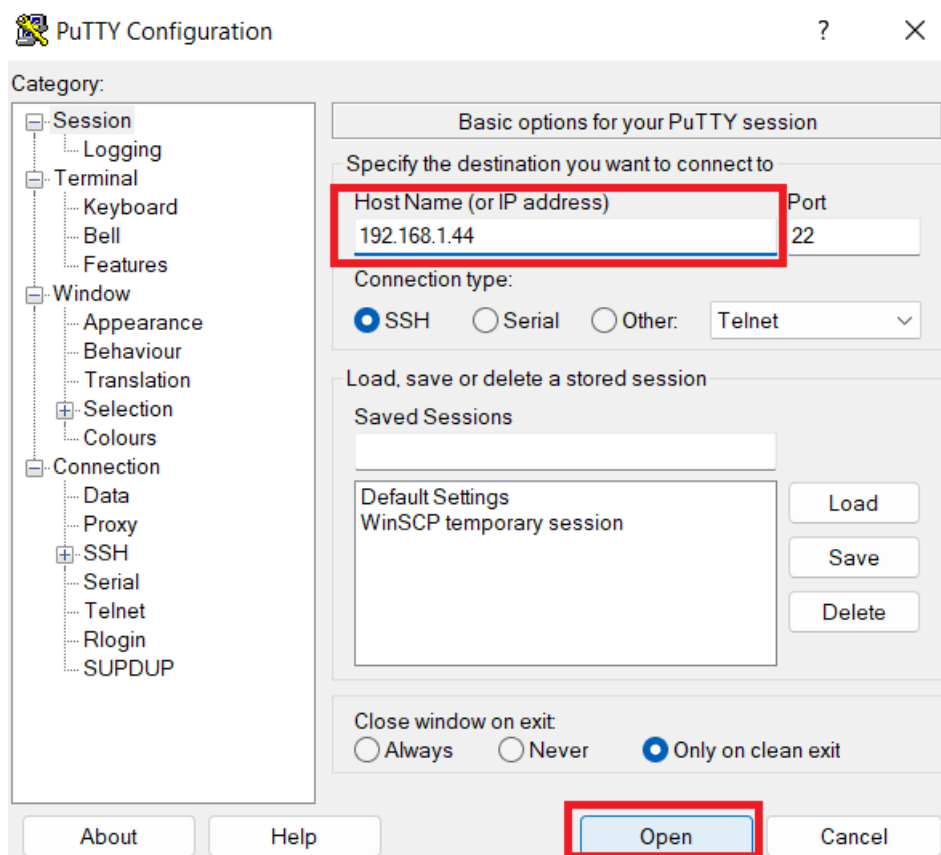 PuTTY Configuration ? ×
Category:
Session
Logging
Terminal
Keyboard
Bell
Features
Window
Appearance
Behaviour
Translation
Selection
Colours
Connection
Data
Proxy
SSH
Serial
Telnet
Rlogin
SUPDUP
Basic options for your PuTTY session
Specify the destination you want to connect to
Host Name (or IP address) Port
192.168.1.44 22
Connection type:
SSH Serial Other: Telnet
Load, save or delete a stored session
Saved Sessions
Default Settings
WinSCP temporary session
Load
Save
Delete
Close window on exit:
Always Never Only on clean exit
About Help Open Cancel